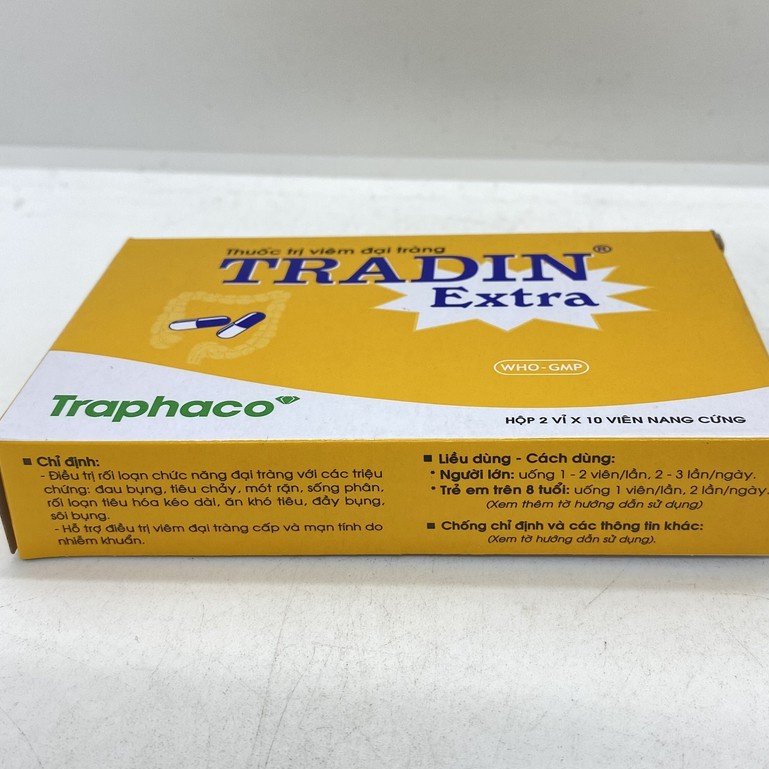 Thuốc trị viêm đại tràng
TRADIN®
Extra
WHO-GMP
Traphaco
HỘP 2 VỈ X 10 VIÊN NANG CỨNG
Chỉ định:
- Điều trị rối loạn chức năng đại tràng với các triệu
chứng: đau bụng, tiêu chảy, mót rặn, sống phân,
rối loạn tiêu hóa kéo dài, ăn khó tiêu, đầy bụng,
sôi bụng.
- Hỗ trợ điều trị viêm đại tràng cấp và mạn tính do
nhiễm khuẩn.
Liều dùng - Cách dùng:
• Người lớn: uống 1 - 2 viên/lần, 2 - 3 lần/ngày.
• Trẻ em trên 8 tuổi: uống 1 viên/lần, 2 lần/ngày.
(Xem thêm tờ hướng dẫn sử dụng)
Chống chỉ định và các thông tin khác:
(Xem tờ hướng dẫn sử dụng).